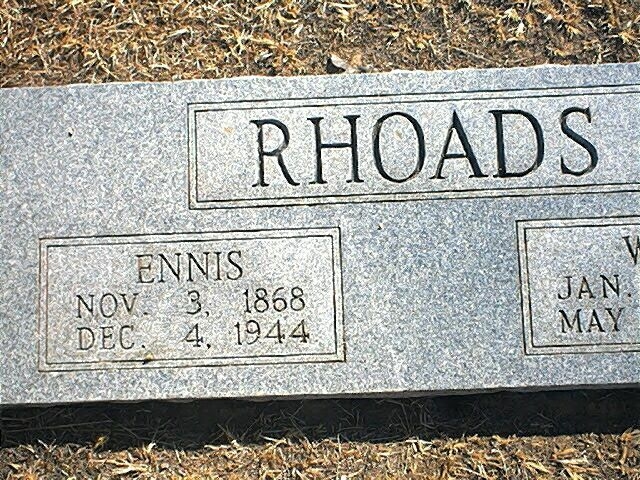 RHOADS
ENNIS
NOV. 3, 1868
DEC. 4, 1944
JAN.
MAY